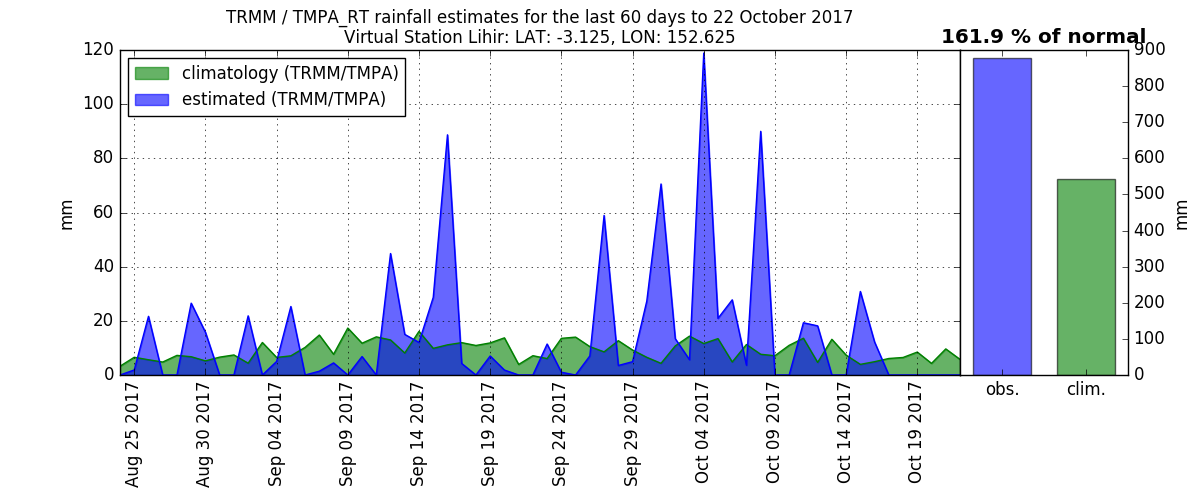 TRMM / TMPA_RT rainfall estimates for the last 60 days to 22 October 2017
Virtual Station Lihir: LAT: -3.125, LON: 152.625
161.9 % of normal
climatology (TRMM/TMPA)
estimated (TRMM/TMPA)
120
100
80
60
40
20
0
mm
Aug 25 2017
Aug 30 2017
Sep 04 2017
Sep 09 2017
Sep 14 2017
Sep 19 2017
Sep 24 2017
Sep 29 2017
Oct 04 2017
Oct 09 2017
Oct 14 2017
Oct 19 2017
900
800
700
600
500
400
300
200
100
0
mm
obs.
clim.